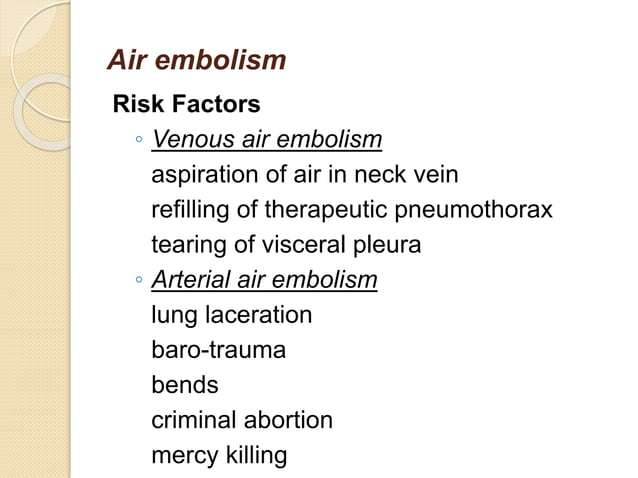 Air embolism
Risk Factors
◦ Venous air embolism
aspiration of air in neck vein
refilling of therapeutic pneumothorax
tearing of visceral pleura
◦ Arterial air embolism
lung laceration
baro-trauma
bends
criminal abortion
mercy killing